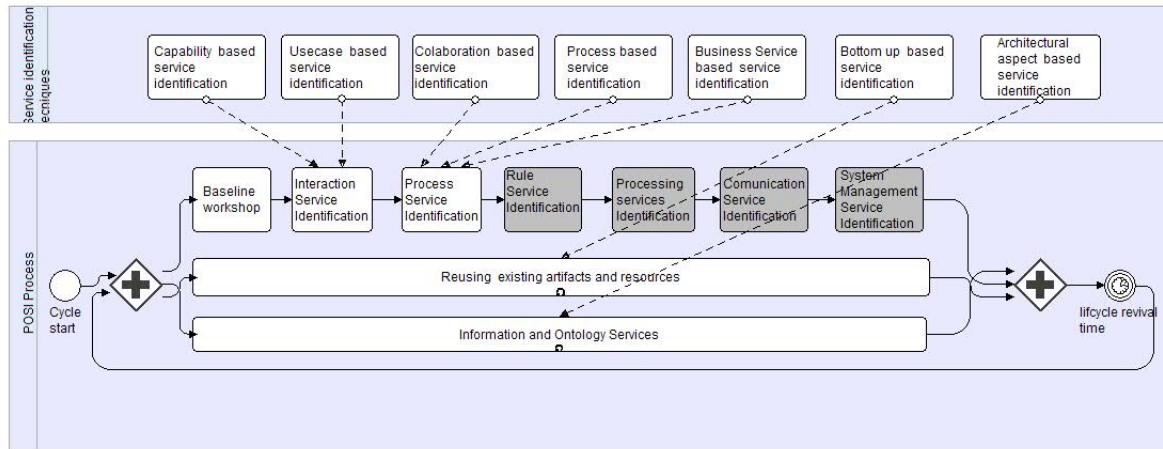 Service identification
ecniques
Capability based
service
identification
Usecase based
service
identification
Colaboration based
service
identification
Process based
service
identification
Business Service
based service
identification
Bottom up based
service
identification
Architectural
aspect based
service
identification
POSI Process
Baseline
workshop
Interaction
Service
Identification
Process
Service
Identification
Rule
Service
Identification
Processing
services
Identification
Comunication
Service
Identification
System
Management
Service
Identification
Reusing existing artifacts and resources
Cycle
start
lifcycle revival
time
Information and Ontology Services